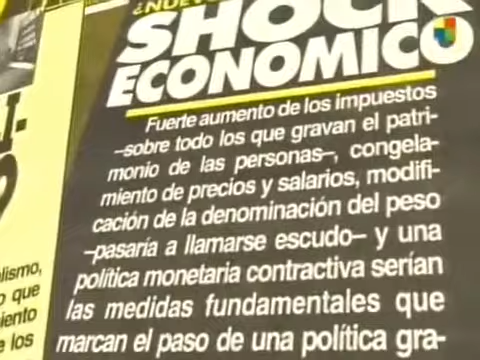 ¿NUEVO
SHOCK
ECONOMICO
Fuerte aumento de los impuestos
–sobre todo los que gravan el patri-
monio de las personas–, congela-
miento de precios y salarios, modifi-
cación de la denominación del peso
–pasaría a llamarse escudo– y una
política monetaria contractiva serían
las medidas fundamentales que
marcan el paso de una política gra-
lismo,
que
iento
los